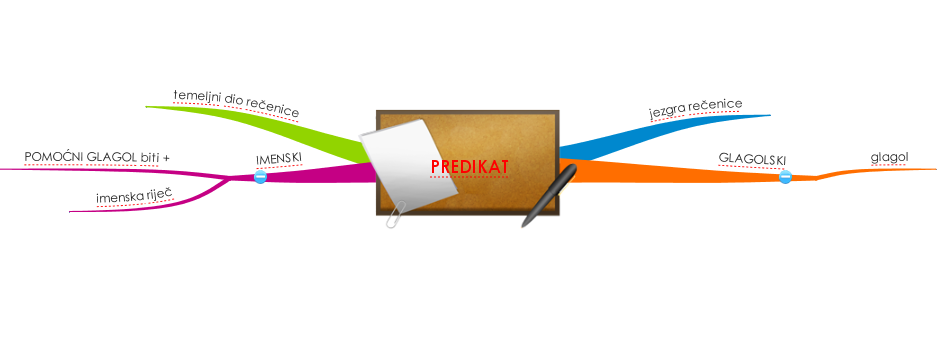 temeljni dio rečenice
jezgra rečenice
POMOĆNI GLAGOL biti +
IMENSKI
PREDIKAT
GLAGOLSKI
glagol
imenska riječ